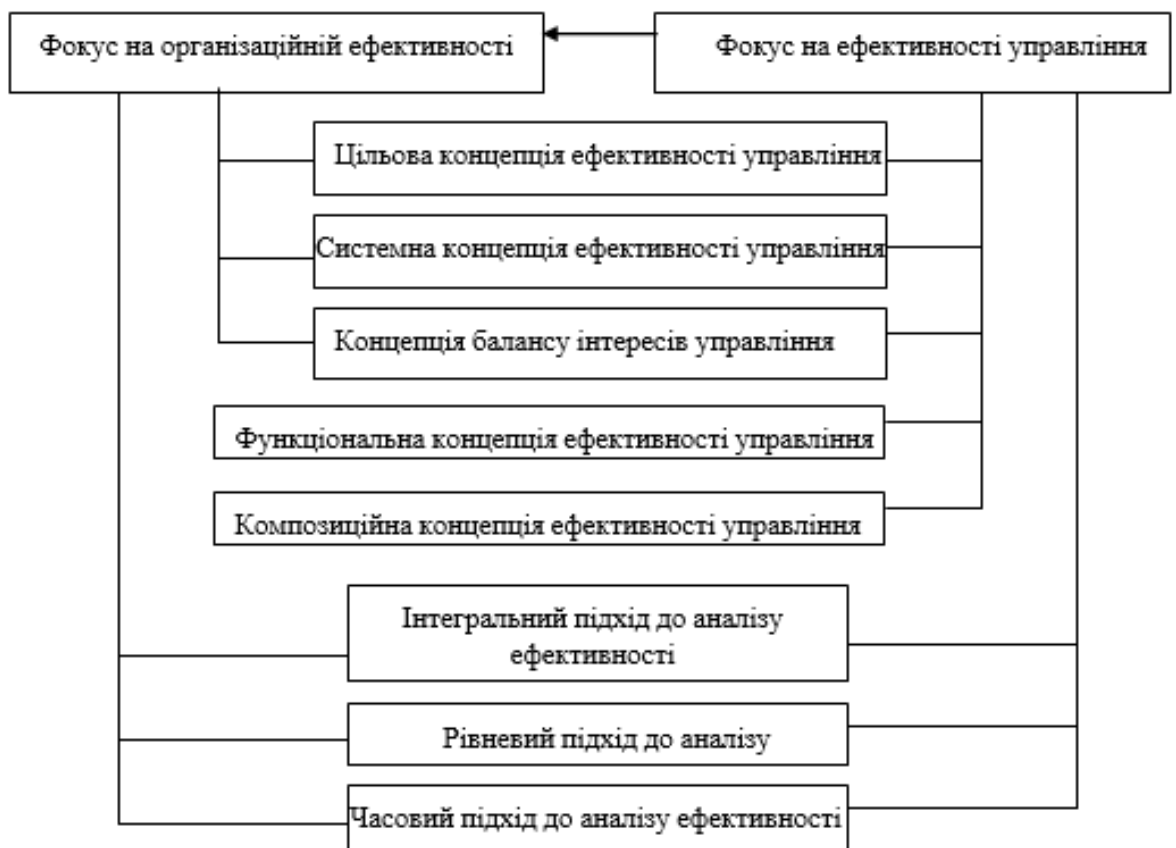 Фокус на організаційній ефективності
Фокус на ефективності управління
Цільова концепція ефективності управління
Системна концепція ефективності управління
Концепція балансу інтересів управління
Функціональна концепція ефективності управління
Композиційна концепція ефективності управління
Інтегральний підхід до аналізу
ефективності
Рівневий підхід до аналізу
Часовий підхід до аналізу ефективності